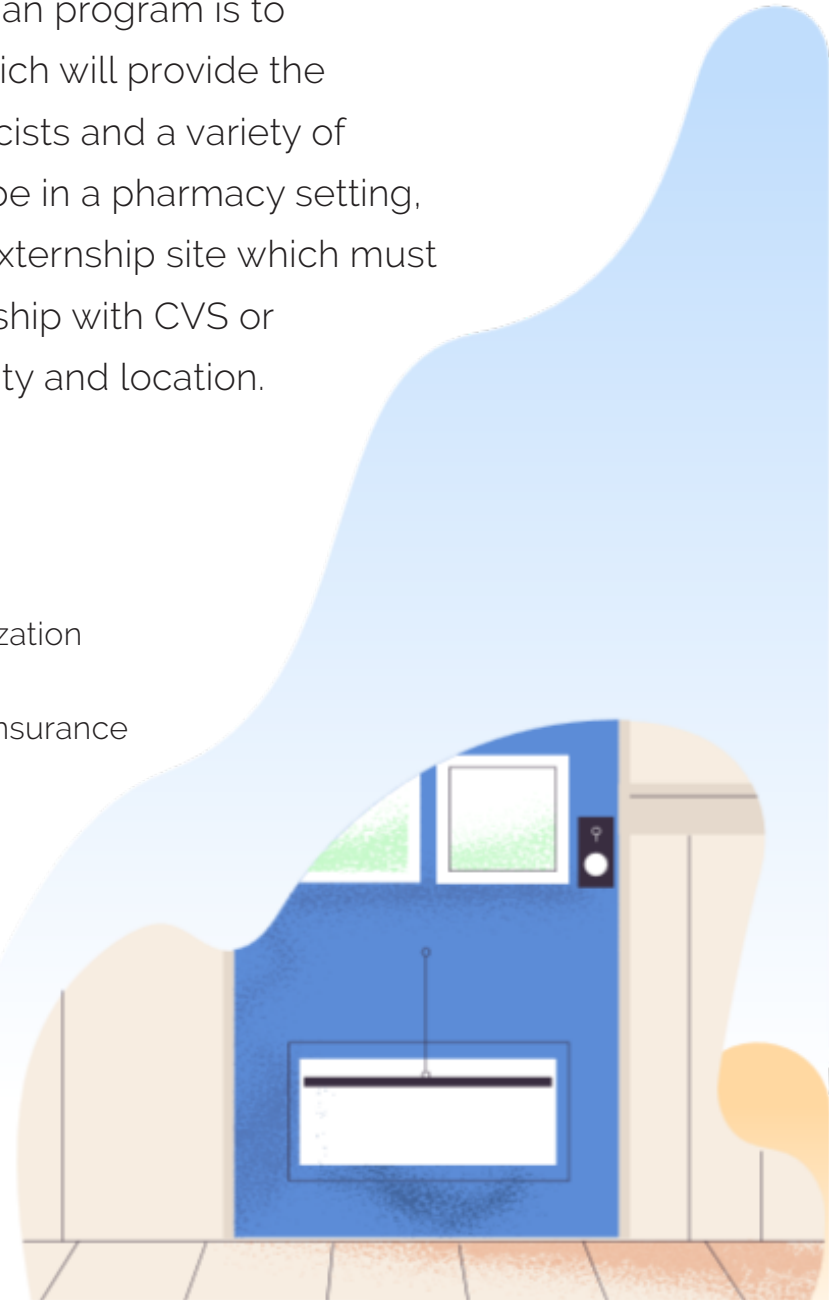 an program is to
ich will provide the
cists and a variety of
be in a pharmacy setting,
xternship site which must
ship with CVS or
ty and location.
zation
nsurance